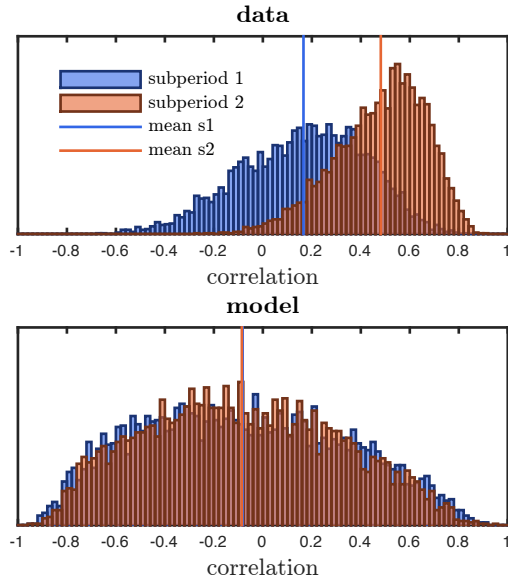 data
subperiod 1
subperiod 2
mean s1
mean s2
-1 -0.8 -0.6 -0.4 -0.2 0 0.2 0.4 0.6 0.8 1
correlation
model
-1 -0.8 -0.6 -0.4 -0.2 0 0.2 0.4 0.6 0.8 1
correlation